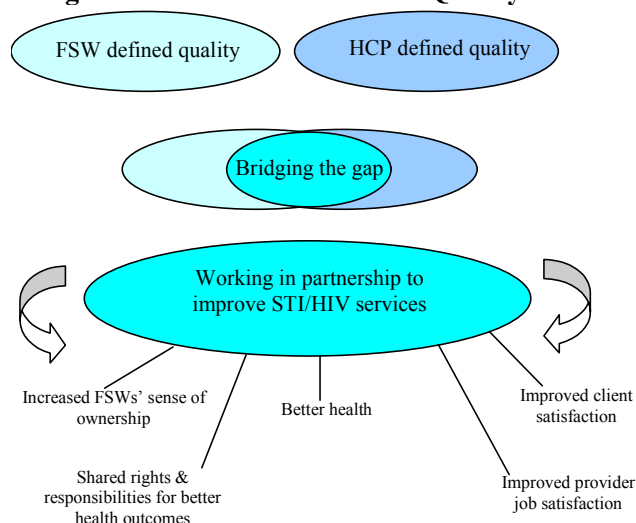 FSW defined quality
HCP defined quality
Bridging the gap
Working in partnership to
improve STI/HIV services
Increased FSWs' sense of
ownership
Better health
Improved client
satisfaction
Shared rights &
responsibilities for better
health outcomes
Improved provider
job satisfaction